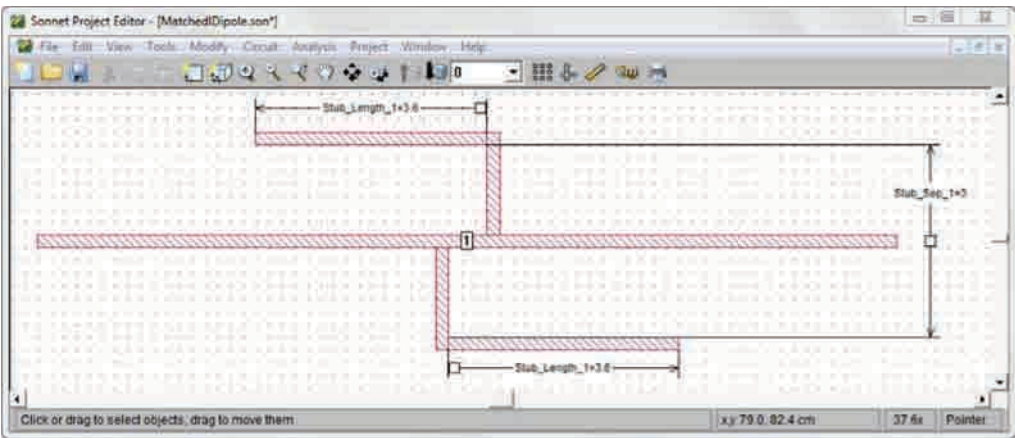 Sonnet Project Editor - [MatchedIDipole.son*]
File Edit View Tools Modify Circuit Analysis Project Window Help
0
Stub_Length_1=3.6
Stub_Sep_1=3
1
Stub_Length_1=3.6
Click or drag to select objects; drag to move them
x,y: 79.0, 82.4 cm
37.6x
Pointer